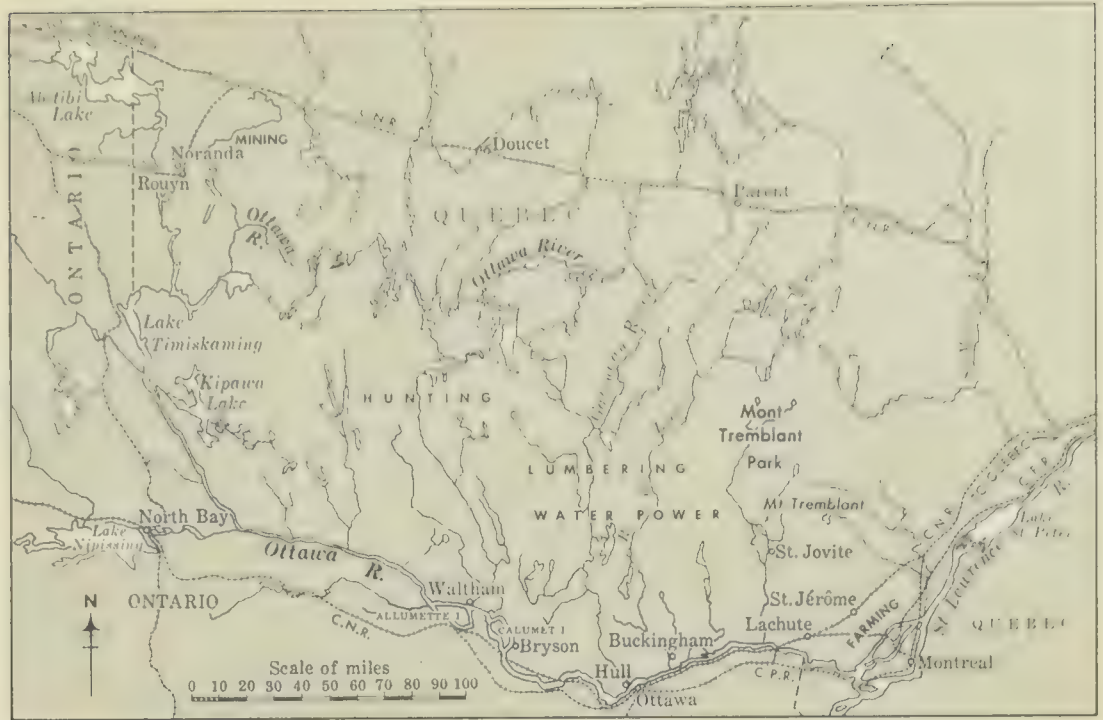 Lake
ONTARIO
MINING
Noranda
Rouyn
C.N.R.
Doucet
QUEBEC
Parent
Ottawa
R.
Ottawa River
Lake
Timiskaming
Kipawa
Lake
HUNTING
R.
Mont
Tremblant
Park
LUMBERING
WATER POWER
Mt Tremblant
TO QUEBEC
C.N.R.
C.P.R.
Lake
St Peter
St Lawrence
R.
North Bay
Lake
Nipissing
Ottawa
R.
St. Jovite
N
ONTARIO
C.N.R.
Waltham
ALLUMETTE I
CALUMET I
Bryson
St. Jérôme
Lachute
FARMING
QUEBEC
Buckingham
Hull
Ottawa
C.P.R.
Montreal
Scale of miles
0 10 20 30 40 50 60 70 80 90 100